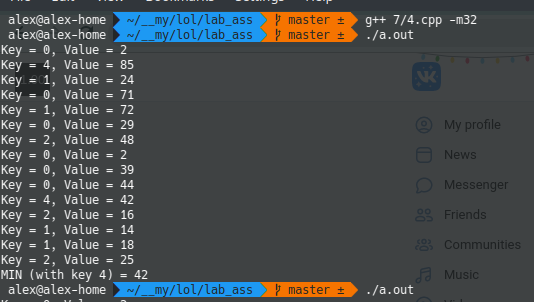 alex@alex-home ~/__my/lol/lab_ass master ± g++ 7/4.cpp -m32
alex@alex-home ~/__my/lol/lab_ass master ± ./a.out
Key = 0, Value = 2
Key = 4, Value = 85
Key = 1, Value = 24
Key = 0, Value = 71
Key = 1, Value = 72
Key = 0, Value = 29
Key = 2, Value = 48
Key = 0, Value = 2
Key = 0, Value = 39
Key = 0, Value = 44
Key = 4, Value = 42
Key = 2, Value = 16
Key = 1, Value = 14
Key = 1, Value = 18
Key = 2, Value = 25
MIN (with key 4) = 42
alex@alex-home ~/__my/lol/lab_ass master ± ./a.out
My profile
News
Messenger
Friends
Communities
Music